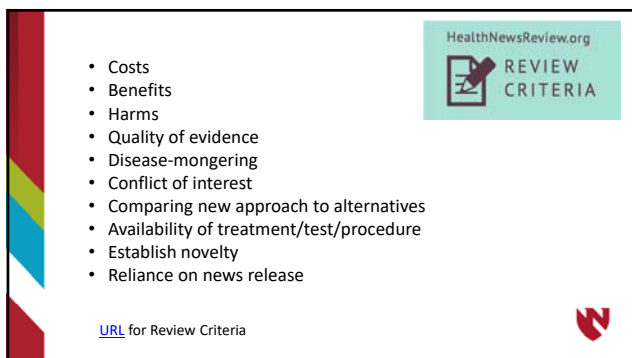 HealthNewsReview.org
REVIEW
CRITERIA
• Costs
• Benefits
• Harms
• Quality of evidence
• Disease-mongering
• Conflict of interest
• Comparing new approach to alternatives
• Availability of treatment/test/procedure
• Establish novelty
• Reliance on news release
URL for Review Criteria
N